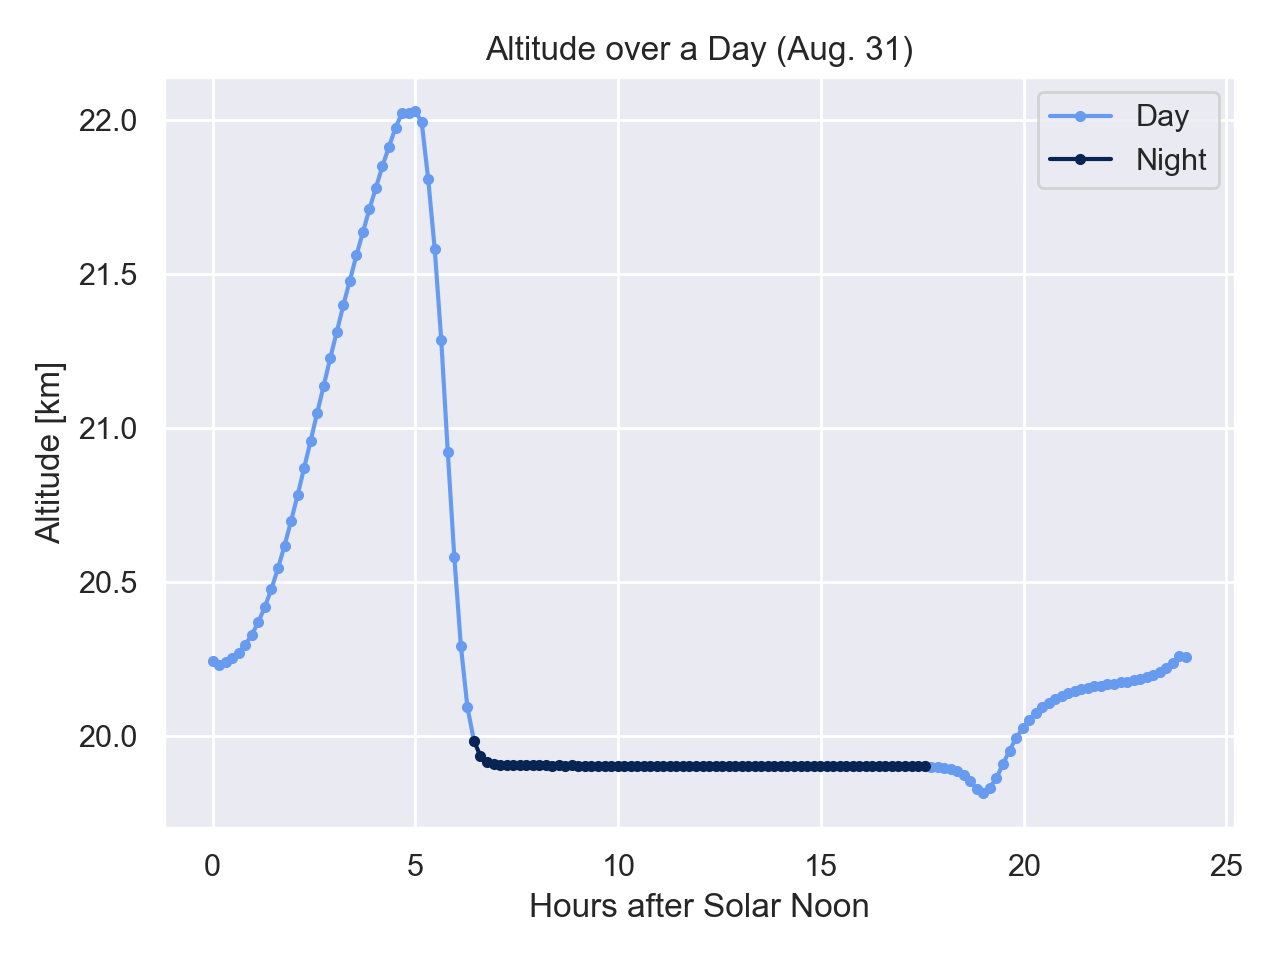 Altitude over a Day (Aug. 31)
Day
Night
22.0
21.5
21.0
20.5
20.0
Altitude [km]
0 5 10 15 20 25
Hours after Solar Noon